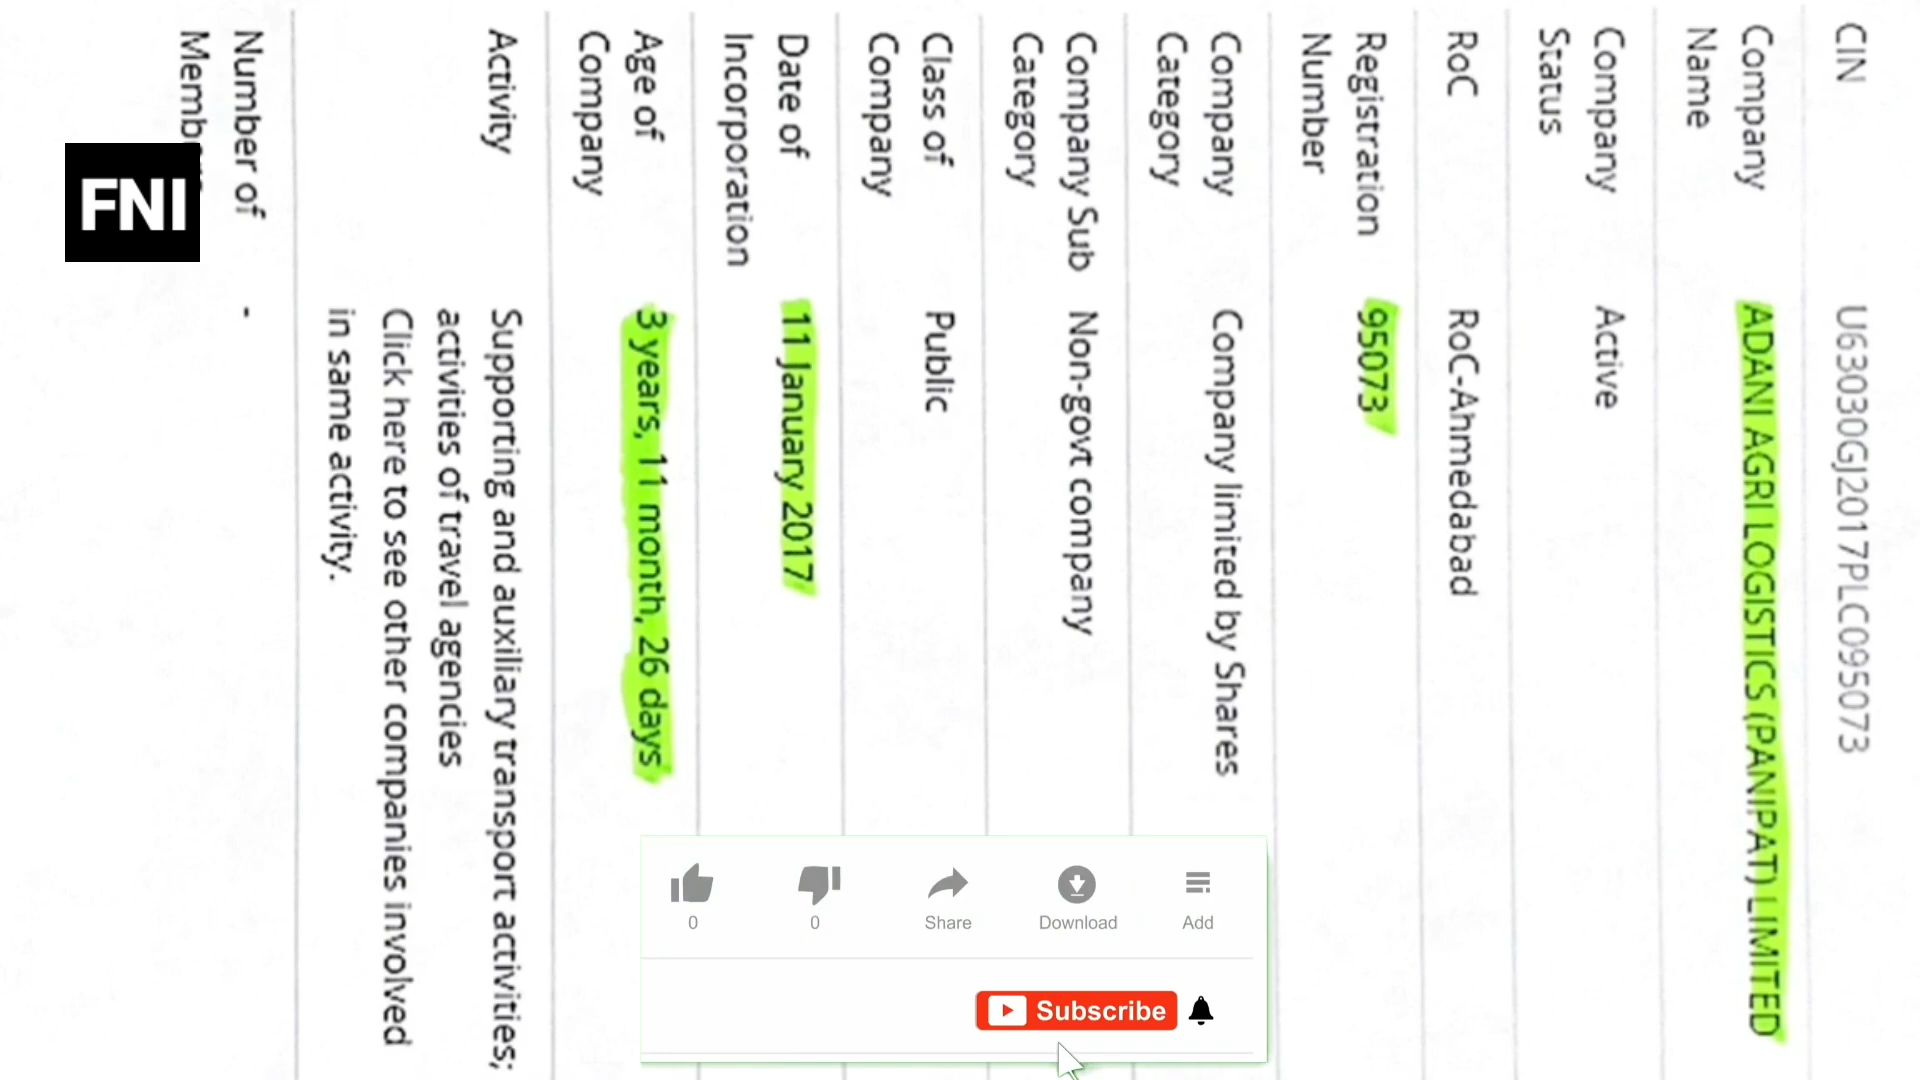 CIN U63030GJ2017PLC095073
Company Name ADANI AGRI LOGISTICS (PANIPAT) LIMITED
Company Status Active
RoC RoC-Ahmedabad
Registration Number 95073
Company Category Company limited by Shares
Company Sub Category Non-govt company
Class of Company Public
Date of Incorporation 11 January 2017
Age of Company 3 years, 11 month, 26 days
Activity Supporting and auxiliary transport activities;
activities of travel agencies
Click here to see other companies involved
in same activity.
Number of Members -
FNI
0 0 Share Download Add
Subscribe